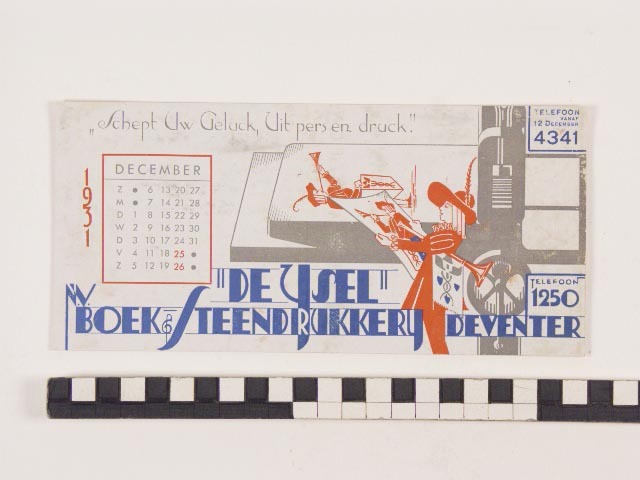 „Schept Uw Geluck, Uit pers en druck."
TELEFOON
VANAF
12 DECEMBER
4341
1931
DECEMBER
Z • 6 13 20 27
M • 7 14 21 28
D 1 8 15 22 29
W 2 9 16 23 30
D 3 10 17 24 31
V 4 11 18 25 •
Z 5 12 19 26 •
"DE YSEL"
TELEFOON
1250
N.V. BOEK & STEENDRUKKERIJ DEVENTER